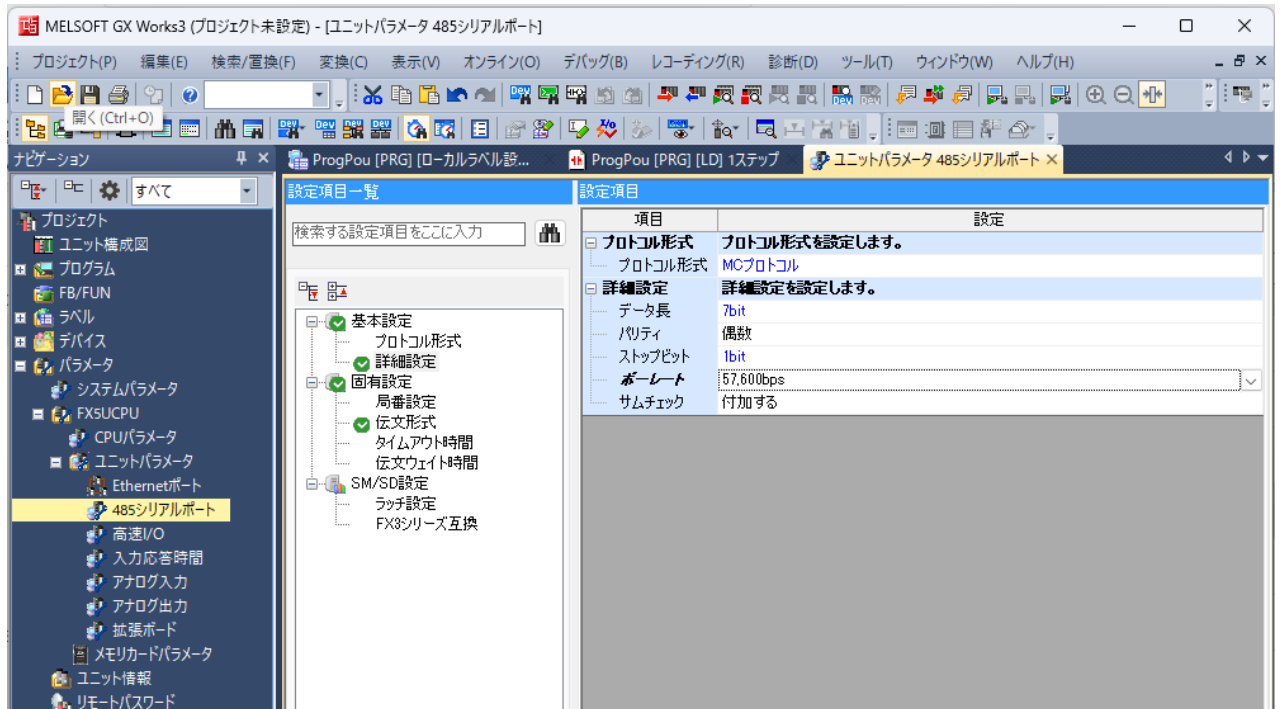 MELSOFT GX Works3 (プロジェクト未設定) - [ユニットパラメータ 485シリアルポート]
プロジェクト(P) 編集(E) 検索/置換(F) 変換(C) 表示(V) オンライン(O) デバッグ(B) レコーディング(R) 診断(D) ツール(T) ウィンドウ(W) ヘルプ(H)
開く(Ctrl+O)
ナビゲーション
すべて
プロジェクト
ユニット構成図
プログラム
FB/FUN
ラベル
デバイス
パラメータ
システムパラメータ
FX5UCPU
CPUパラメータ
ユニットパラメータ
Ethernetポート
485シリアルポート
高速I/O
入力応答時間
アナログ入力
アナログ出力
拡張ボード
メモリカードパラメータ
ユニット情報
リモートパスワード
ProgPou [PRG] [ローカルラベル設...
ProgPou [PRG] [LD] 1ステップ
ユニットパラメータ 485シリアルポート
設定項目一覧
検索する設定項目をここに入力
基本設定
プロトコル形式
詳細設定
固有設定
局番設定
伝文形式
タイムアウト時間
伝文ウェイト時間
SM/SD設定
ラッチ設定
FX3シリーズ互換
設定項目
項目 設定
プロトコル形式 プロトコル形式を設定します。
プロトコル形式 MCプロトコル
詳細設定 詳細設定を設定します。
データ長 7bit
パリティ 偶数
ストップビット 1bit
ボーレート 57,600bps
サムチェック 付加する